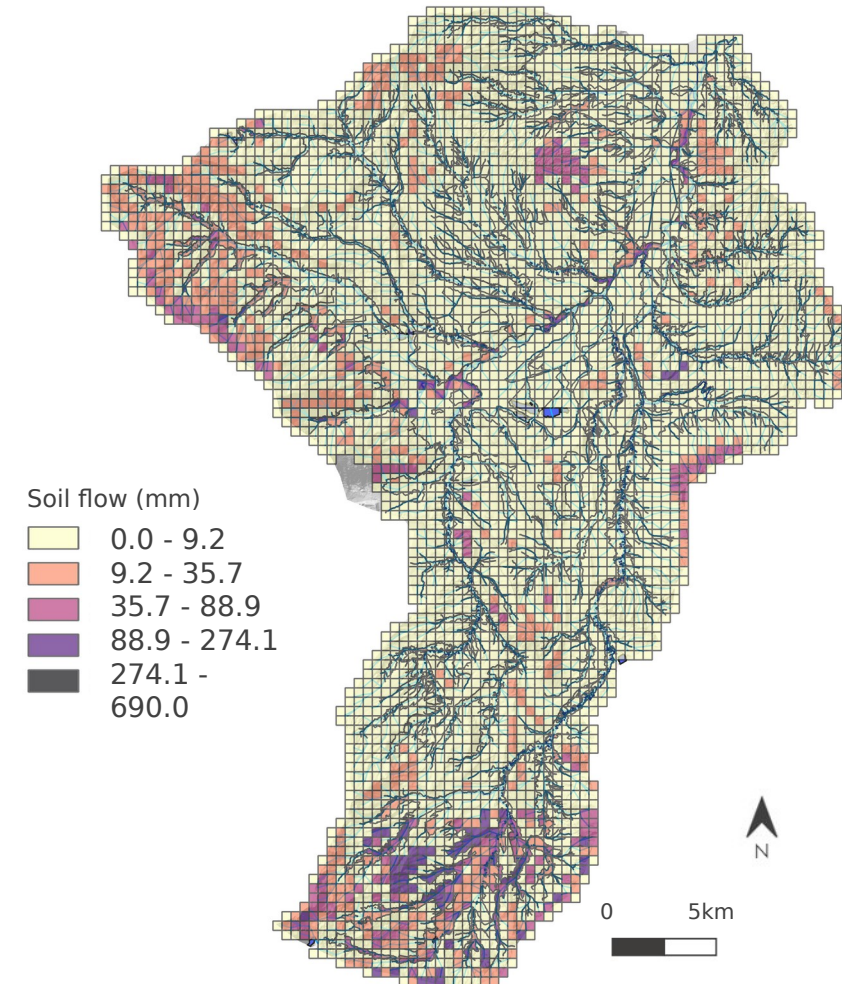 Soil flow (mm)
0.0 - 9.2
9.2 - 35.7
35.7 - 88.9
88.9 - 274.1
274.1 -
690.0
N
0 5km